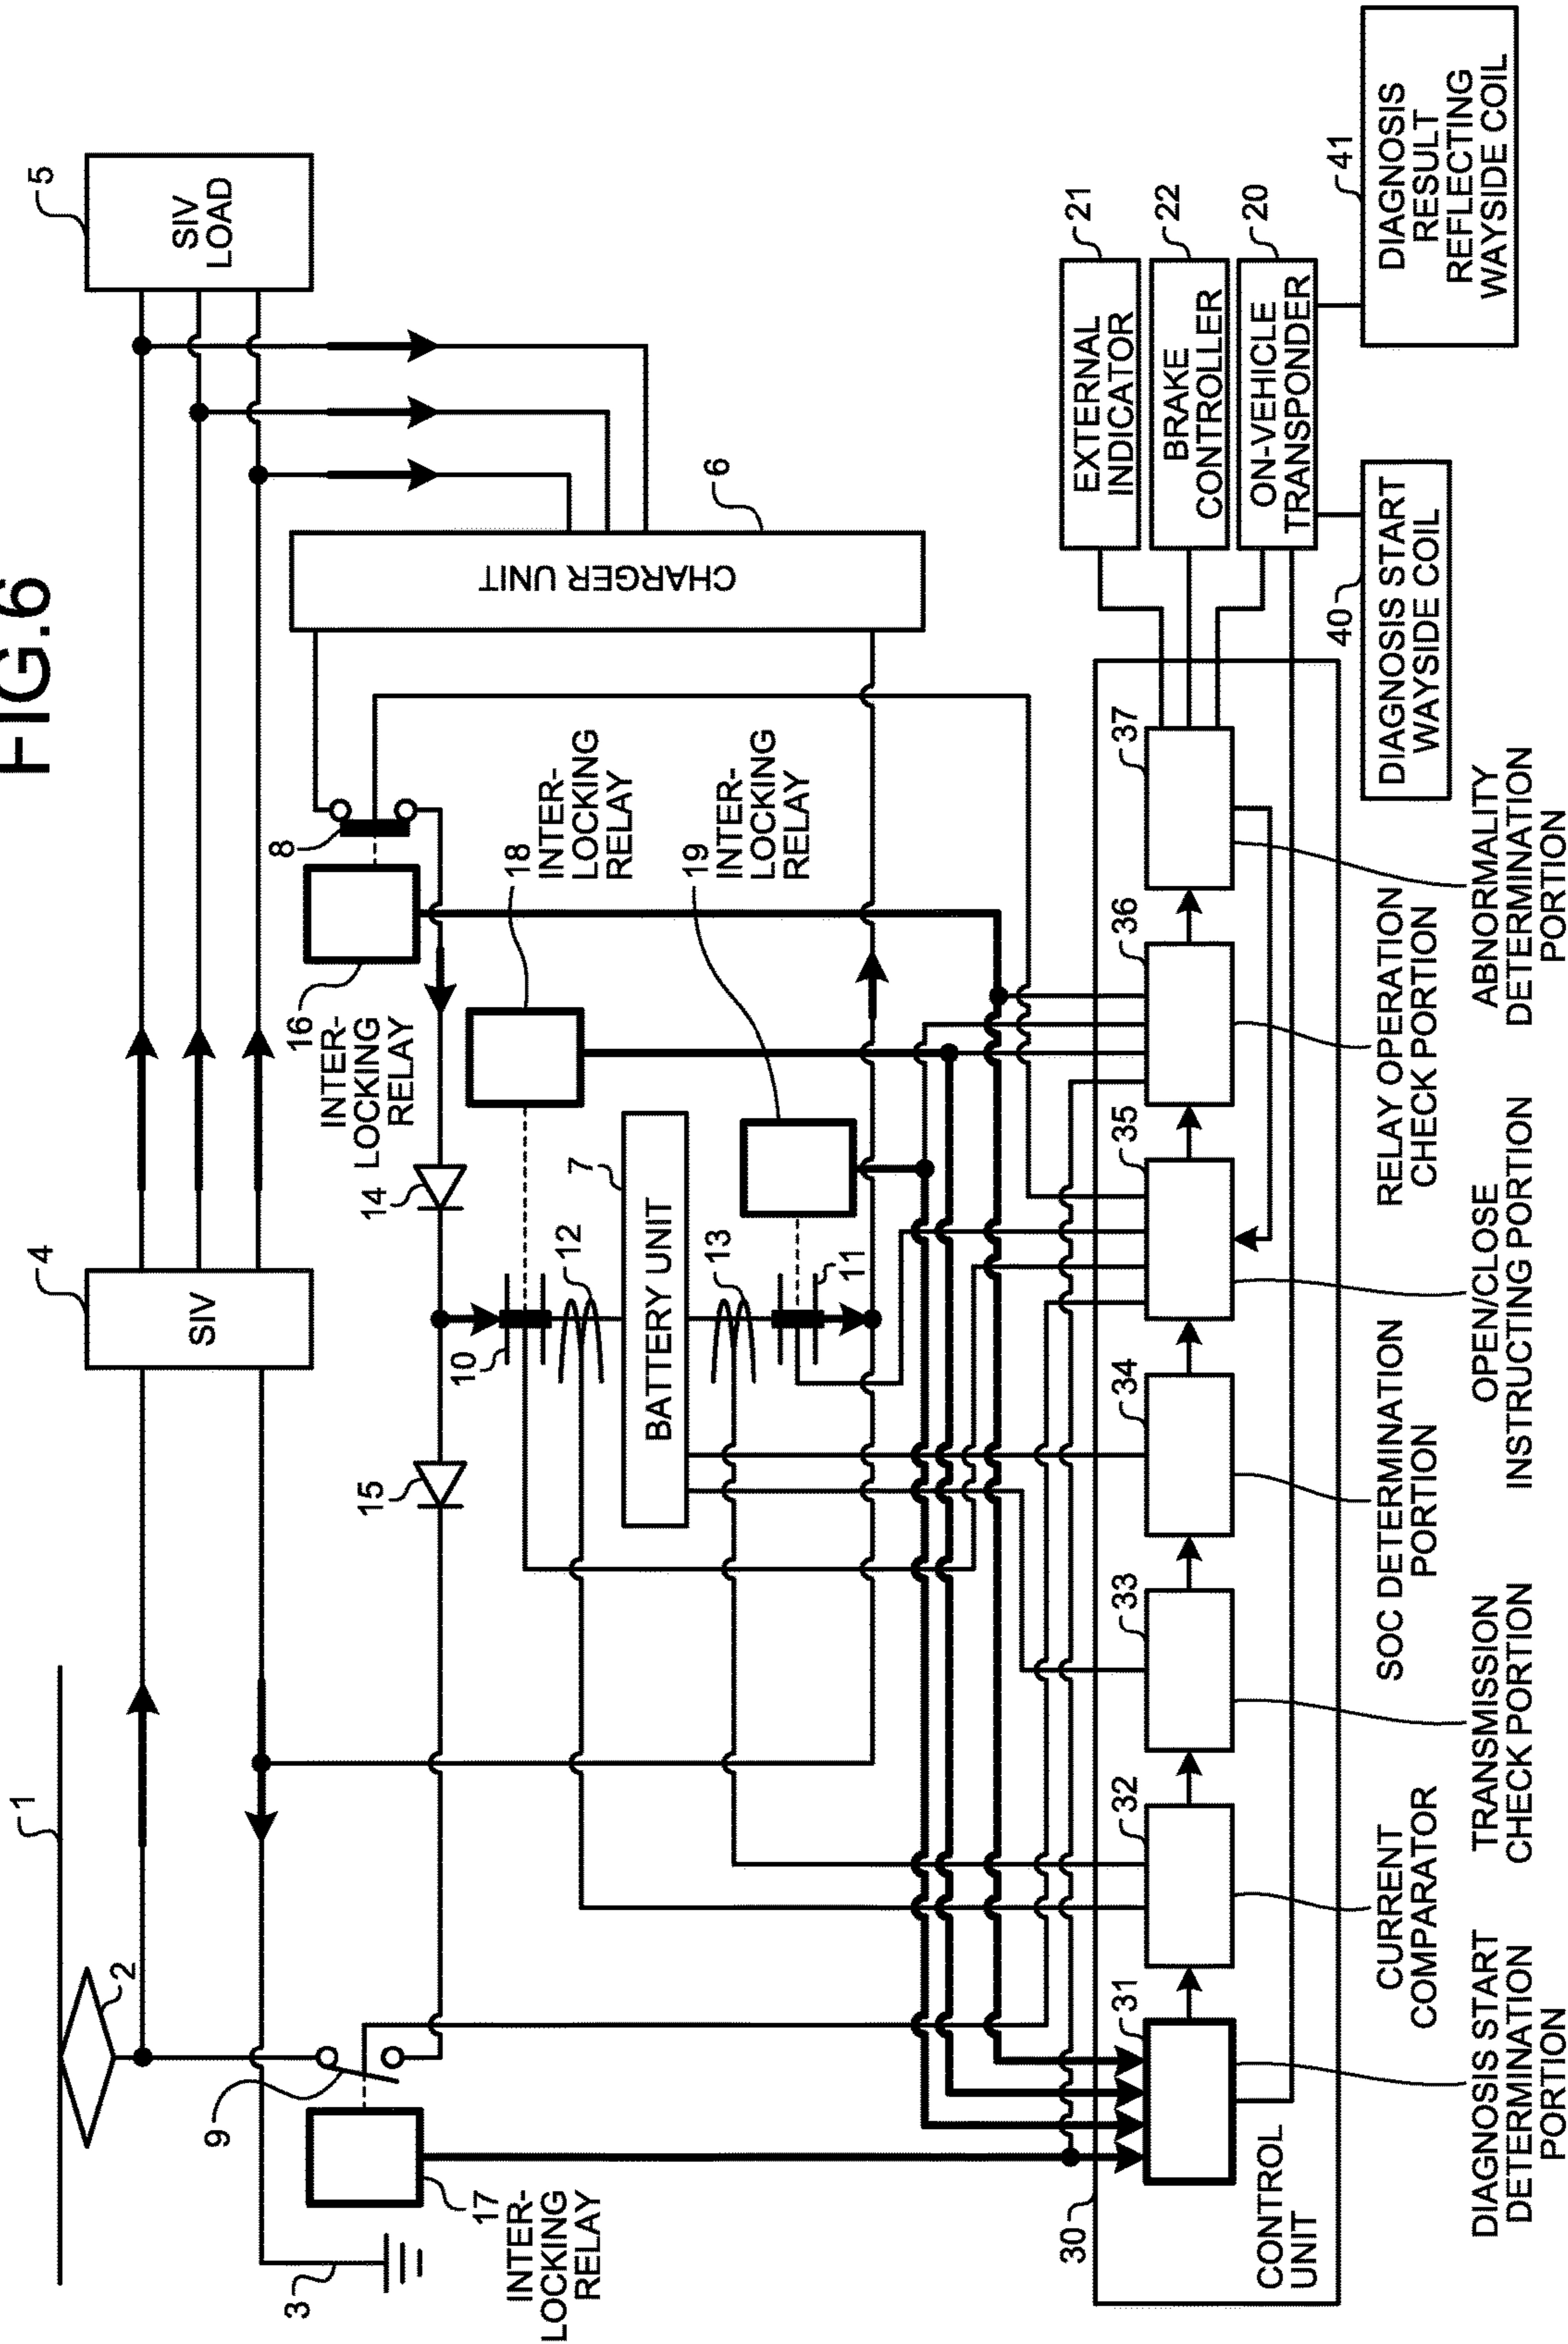 FIG.6
1
2
3
4
SIV
5
SIV
LOAD
6
CHARGER UNIT
8
16
INTER-
LOCKING
RELAY
18
INTER-
LOCKING
RELAY
19
INTER-
LOCKING
RELAY
14
15
10
12
7
BATTERY UNIT
13
11
9
17
INTER-
LOCKING
RELAY
21
EXTERNAL
INDICATOR
22
BRAKE
CONTROLLER
20
ON-VEHICLE
TRANSPONDER
41
DIAGNOSIS
RESULT
REFLECTING
WAYSIDE COIL
40
DIAGNOSIS START
WAYSIDE COIL
30
CONTROL
UNIT
31
32
33
34
35
36
37
DIAGNOSIS START
DETERMINATION
PORTION
CURRENT
COMPARATOR
TRANSMISSION
CHECK PORTION
SOC DETERMINATION
PORTION
OPEN/CLOSE
INSTRUCTING PORTION
RELAY OPERATION
CHECK PORTION
ABNORMALITY
DETERMINATION
PORTION